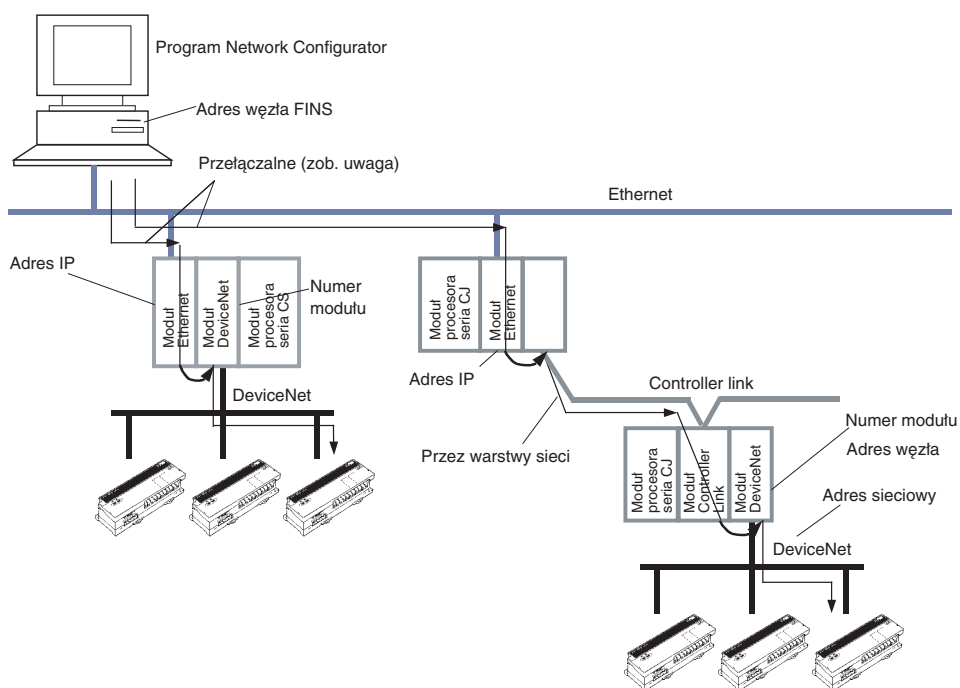 Program Network Configurator
Adres węzła FINS
Przełączalne (zob. uwaga)
Ethernet
Adres IP
Moduł
Ethernet
Moduł
DeviceNet
Moduł
procesora
seria CS
Numer
modułu
DeviceNet
Moduł
procesora
seria CJ
Moduł
Ethernet
Adres IP
Controller link
Przez warstwy sieci
Moduł
procesora
seria CJ
Moduł
Controller
Link
Moduł
DeviceNet
Numer modułu
Adres węzła
Adres sieciowy
DeviceNet